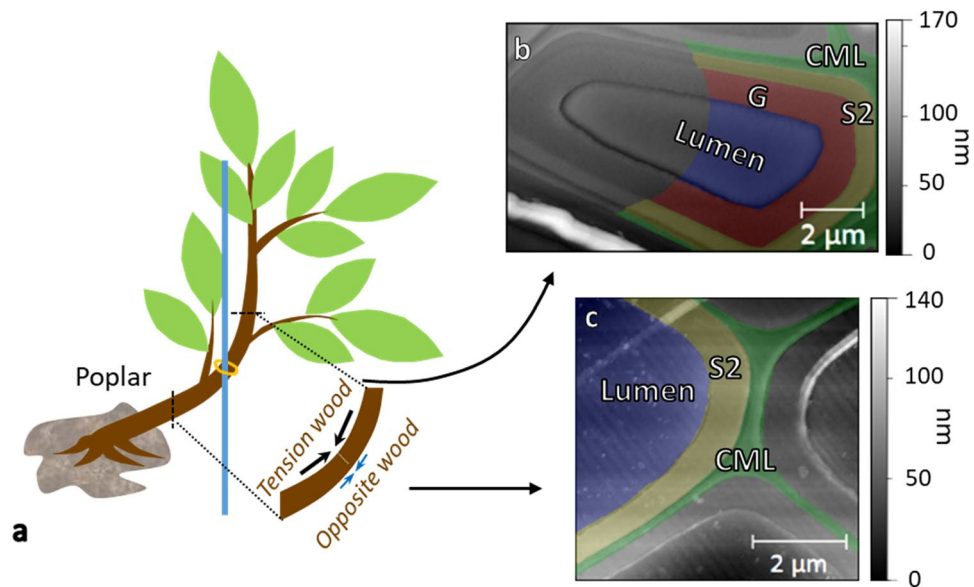 a
Poplar
Tension wood
Opposite wood
b
CML
G
S2
Lumen
2 μm
170
100
50
0
nm
c
Lumen
S2
CML
2 μm
140
100
50
0
nm